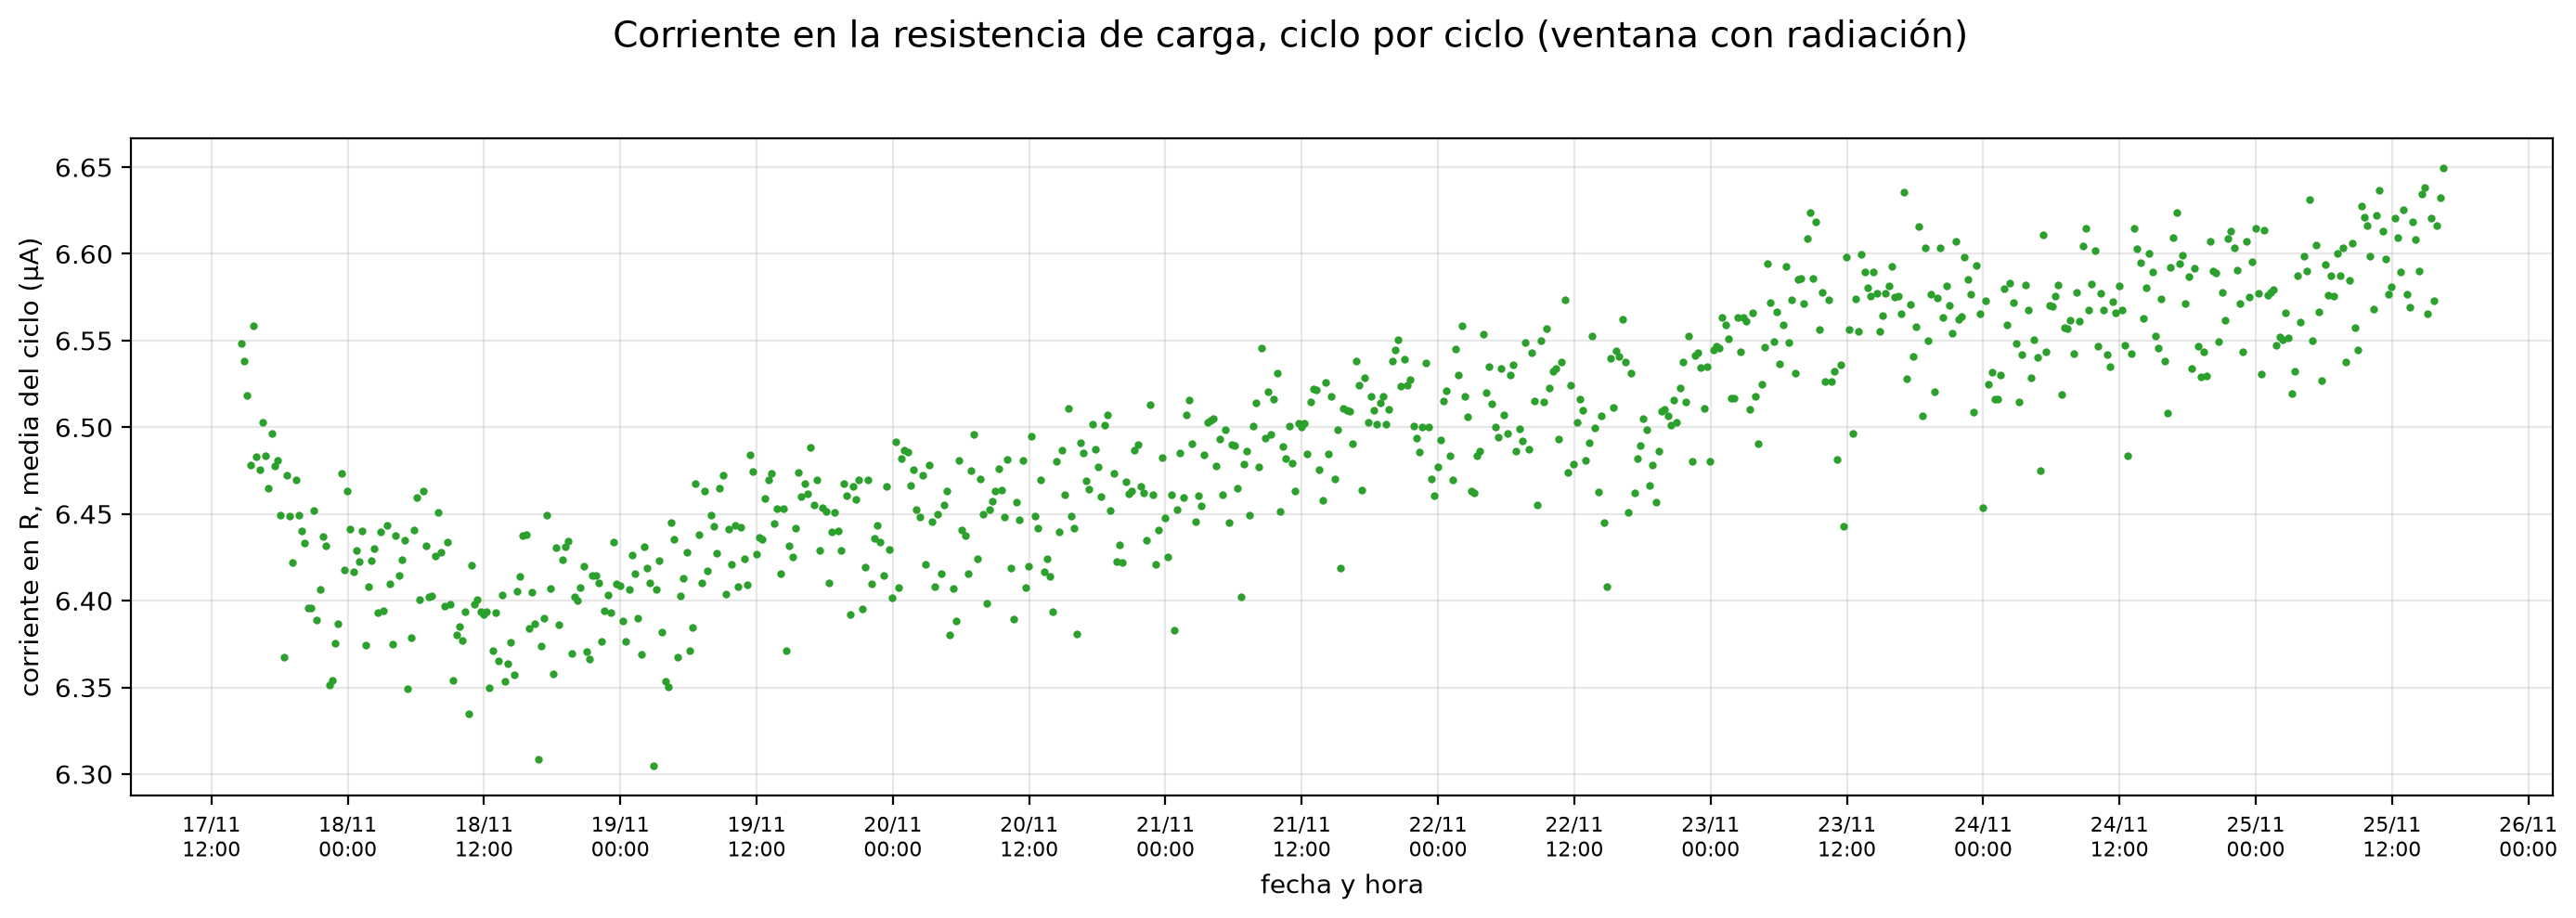 Corriente en la resistencia de carga, ciclo por ciclo (ventana con radiación)
corriente en R, media del ciclo (µA)
6.65
6.60
6.55
6.50
6.45
6.40
6.35
6.30
17/11 18/11 18/11 19/11 19/11 20/11 20/11 21/11 21/11 22/11 22/11 23/11 23/11 24/11 24/11 25/11 25/11 26/11
12:00 00:00 12:00 00:00 12:00 00:00 12:00 00:00 12:00 00:00 12:00 00:00 12:00 00:00 12:00 00:00 12:00 00:00
fecha y hora